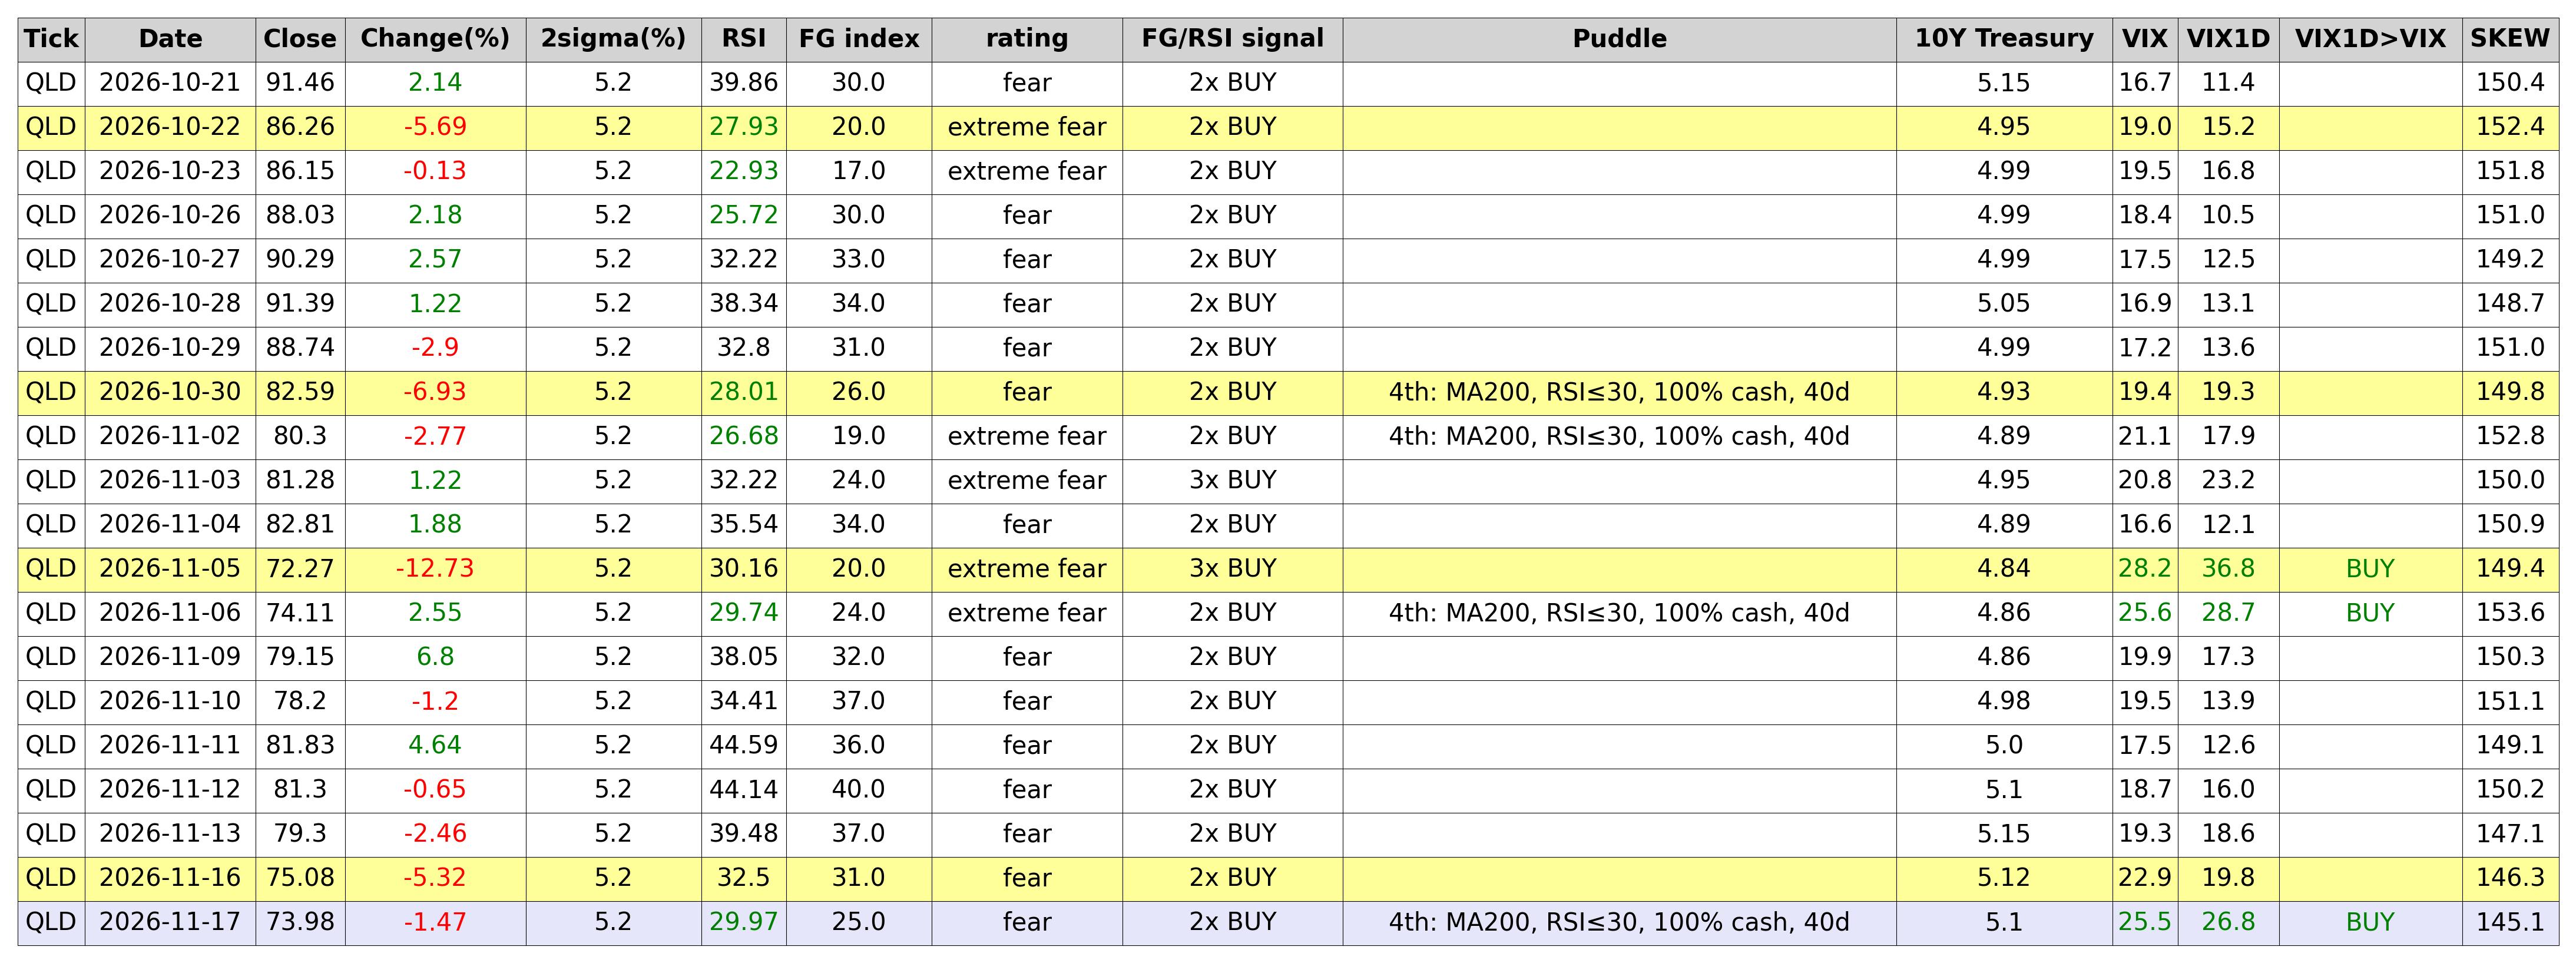 Tick Date Close Change(%) 2sigma(%) RSI FG index rating FG/RSI signal Puddle 10Y Treasury VIX VIX1D VIX1D>VIX SKEW
QLD 2026-10-21 91.46 2.14 5.2 39.86 30.0 fear 2x BUY 5.15 16.7 11.4 150.4
QLD 2026-10-22 86.26 -5.69 5.2 27.93 20.0 extreme fear 2x BUY 4.95 19.0 15.2 152.4
QLD 2026-10-23 86.15 -0.13 5.2 22.93 17.0 extreme fear 2x BUY 4.99 19.5 16.8 151.8
QLD 2026-10-26 88.03 2.18 5.2 25.72 30.0 fear 2x BUY 4.99 18.4 10.5 151.0
QLD 2026-10-27 90.29 2.57 5.2 32.22 33.0 fear 2x BUY 4.99 17.5 12.5 149.2
QLD 2026-10-28 91.39 1.22 5.2 38.34 34.0 fear 2x BUY 5.05 16.9 13.1 148.7
QLD 2026-10-29 88.74 -2.9 5.2 32.8 31.0 fear 2x BUY 4.99 17.2 13.6 151.0
QLD 2026-10-30 82.59 -6.93 5.2 28.01 26.0 fear 2x BUY 4th: MA200, RSI≤30, 100% cash, 40d 4.93 19.4 19.3 149.8
QLD 2026-11-02 80.3 -2.77 5.2 26.68 19.0 extreme fear 2x BUY 4th: MA200, RSI≤30, 100% cash, 40d 4.89 21.1 17.9 152.8
QLD 2026-11-03 81.28 1.22 5.2 32.22 24.0 extreme fear 3x BUY 4.95 20.8 23.2 150.0
QLD 2026-11-04 82.81 1.88 5.2 35.54 34.0 fear 2x BUY 4.89 16.6 12.1 150.9
QLD 2026-11-05 72.27 -12.73 5.2 30.16 20.0 extreme fear 3x BUY 4.84 28.2 36.8 BUY 149.4
QLD 2026-11-06 74.11 2.55 5.2 29.74 24.0 extreme fear 2x BUY 4th: MA200, RSI≤30, 100% cash, 40d 4.86 25.6 28.7 BUY 153.6
QLD 2026-11-09 79.15 6.8 5.2 38.05 32.0 fear 2x BUY 4.86 19.9 17.3 150.3
QLD 2026-11-10 78.2 -1.2 5.2 34.41 37.0 fear 2x BUY 4.98 19.5 13.9 151.1
QLD 2026-11-11 81.83 4.64 5.2 44.59 36.0 fear 2x BUY 5.0 17.5 12.6 149.1
QLD 2026-11-12 81.3 -0.65 5.2 44.14 40.0 fear 2x BUY 5.1 18.7 16.0 150.2
QLD 2026-11-13 79.3 -2.46 5.2 39.48 37.0 fear 2x BUY 5.15 19.3 18.6 147.1
QLD 2026-11-16 75.08 -5.32 5.2 32.5 31.0 fear 2x BUY 5.12 22.9 19.8 146.3
QLD 2026-11-17 73.98 -1.47 5.2 29.97 25.0 fear 2x BUY 4th: MA200, RSI≤30, 100% cash, 40d 5.1 25.5 26.8 BUY 145.1